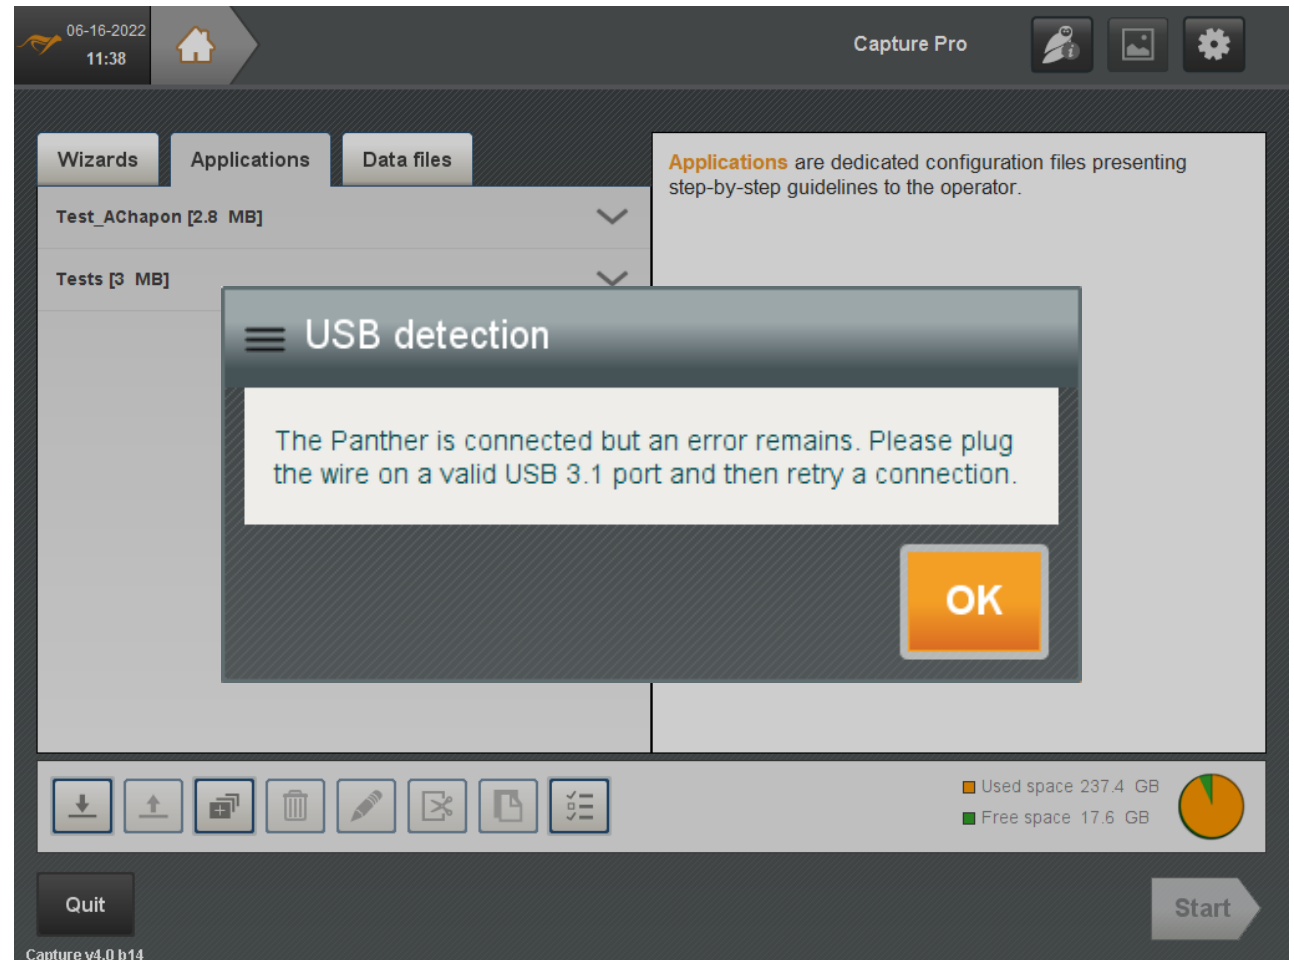 06-16-2022
11:38
Capture Pro
Wizards
Applications
Data files
Applications are dedicated configuration files presenting
step-by-step guidelines to the operator.
Test_AChapon [2.8 MB]
Tests [3 MB]
USB detection
The Panther is connected but an error remains. Please plug
the wire on a valid USB 3.1 port and then retry a connection.
OK
Used space 237.4 GB
Free space 17.6 GB
Quit
Start
Capture v4.0 b14